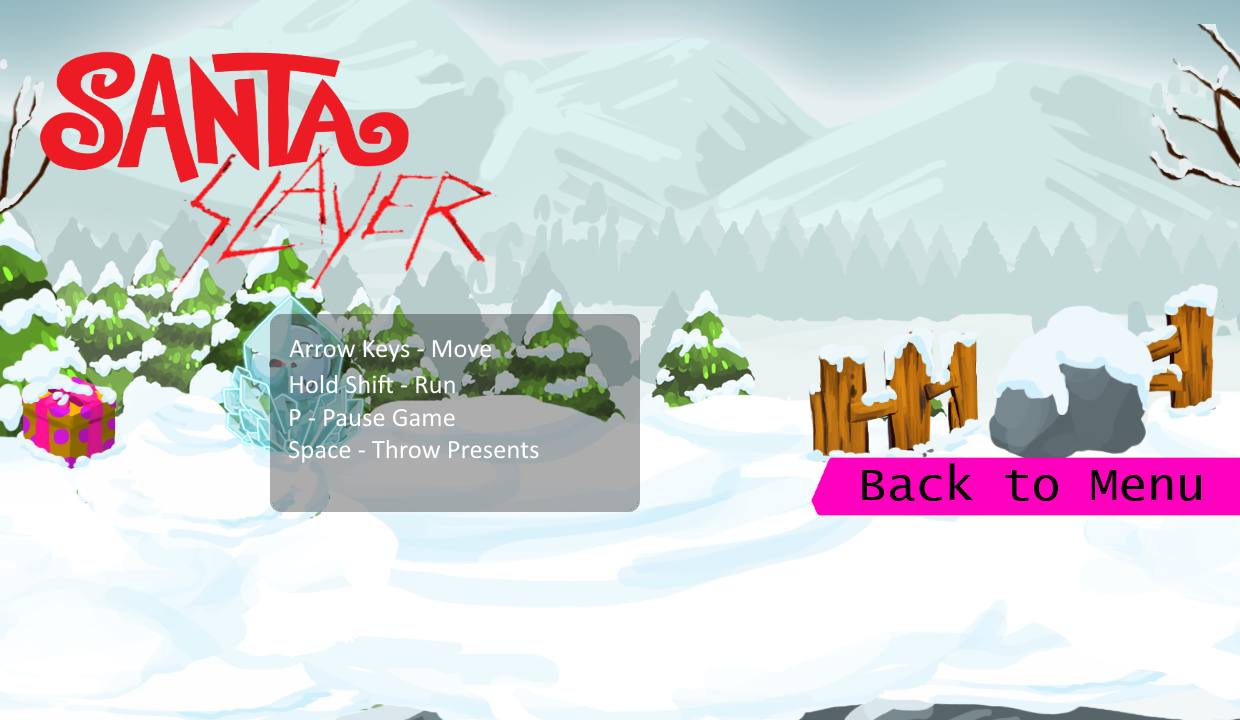 SANTA
SLAYER
Arrow Keys - Move
Hold Shift - Run
P - Pause Game
Space - Throw Presents
Back to Menu